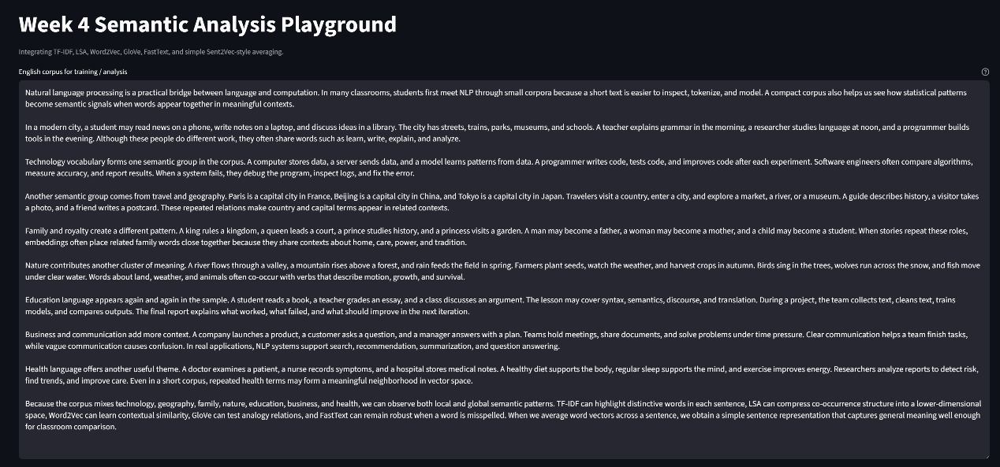 Week 4 Semantic Analysis Playground
Integrating TF-IDF, LSA, Word2Vec, GloVe, FastText, and simple Sent2Vec-style averaging.
English corpus for training / analysis
Natural language processing is a practical bridge between language and computation. In many classrooms, students first meet NLP through small corpora because a short text is easier to inspect, tokenize, and model. A compact corpus also helps us see how statistical patterns
become semantic signals when words appear together in meaningful contexts.
In a modern city, a student may read news on a phone, write notes on a laptop, and discuss ideas in a library. The city has streets, trains, parks, museums, and schools. A teacher explains grammar in the morning, a researcher studies language at noon, and a programmer builds
tools in the evening. Although these people do different work, they often share words such as learn, write, explain, and analyze.
Technology vocabulary forms one semantic group in the corpus. A computer stores data, a server sends data, and a model learns patterns from data. A programmer writes code, tests code, and improves code after each experiment. Software engineers often compare algorithms,
measure accuracy, and report results. When a system fails, they debug the program, inspect logs, and fix the error.
Another semantic group comes from travel and geography. Paris is a capital city in France, Beijing is a capital city in China, and Tokyo is a capital city in Japan. Travelers visit a country, enter a city, and explore a market, a river, or a museum. A guide describes history, a visitor takes
a photo, and a friend writes a postcard. These repeated relations make country and capital terms appear in related contexts.
Family and royalty create a different pattern. A king rules a kingdom, a queen leads a court, a prince studies history, and a princess visits a garden. A man may become a father, a woman may become a mother, and a child may become a student. When stories repeat these roles,
embeddings often place related family words close together because they share contexts about home, care, power, and tradition.
Nature contributes another cluster of meaning. A river flows through a valley, a mountain rises above a forest, and rain feeds the field in spring. Farmers plant seeds, watch the weather, and harvest crops in autumn. Birds sing in the trees, wolves run across the snow, and fish move
under clear water. Words about land, weather, and animals often co-occur with verbs that describe motion, growth, and survival.
Education language appears again and again in the sample. A student reads a book, a teacher grades an essay, and a class discusses an argument. The lesson may cover syntax, semantics, discourse, and translation. During a project, the team collects text, cleans text, trains
models, and compares outputs. The final report explains what worked, what failed, and what should improve in the next iteration.
Business and communication add more context. A company launches a product, a customer asks a question, and a manager answers with a plan. Teams hold meetings, share documents, and solve problems under time pressure. Clear communication helps a team finish tasks,
while vague communication causes confusion. In real applications, NLP systems support search, recommendation, summarization, and question answering.
Health language offers another useful theme. A doctor examines a patient, a nurse records symptoms, and a hospital stores medical notes. A healthy diet supports the body, regular sleep supports the mind, and exercise improves energy. Researchers analyze reports to detect risk,
find trends, and improve care. Even in a short corpus, repeated health terms may form a meaningful neighborhood in vector space.
Because the corpus mixes technology, geography, family, nature, education, business, and health, we can observe both local and global semantic patterns. TF-IDF can highlight distinctive words in each sentence, LSA can compress co-occurrence structure into a lower-dimensional
space, Word2Vec can learn contextual similarity, GloVe can test analogy relations, and FastText can remain robust when a word is misspelled. When we average word vectors across a sentence, we obtain a simple sentence representation that captures general meaning well enough
for classroom comparison.